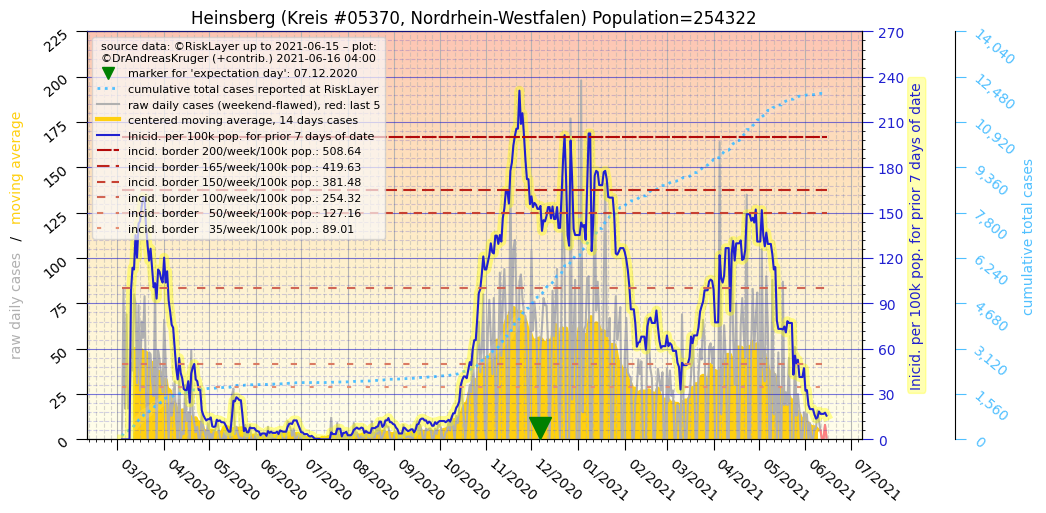 Heinsberg (Kreis #05370, Nordrhein-Westfalen) Population=254322
source data: ©RiskLayer up to 2021-06-15 – plot:
©DrAndreasKruger (+contrib.) 2021-06-16 04:00
marker for 'expectation day': 07.12.2020
cumulative total cases reported at RiskLayer
raw daily cases (weekend-flawed), red: last 5
centered moving average, 14 days cases
Inicid. per 100k pop. for prior 7 days of date
incid. border 200/week/100k pop.: 508.64
incid. border 165/week/100k pop.: 419.63
incid. border 150/week/100k pop.: 381.48
incid. border 100/week/100k pop.: 254.32
incid. border   50/week/100k pop.: 127.16
incid. border   35/week/100k pop.: 89.01
raw daily cases   /   moving average
225
200
175
150
125
100
75
50
25
0
270
240
210
180
150
120
90
60
30
0
Inicid. per 100k pop. for prior 7 days of date
14,040
12,480
10,920
9,360
7,800
6,240
4,680
3,120
1,560
0
cumulative total cases
03/2020
04/2020
05/2020
06/2020
07/2020
08/2020
09/2020
10/2020
11/2020
12/2020
01/2021
02/2021
03/2021
04/2021
05/2021
06/2021
07/2021